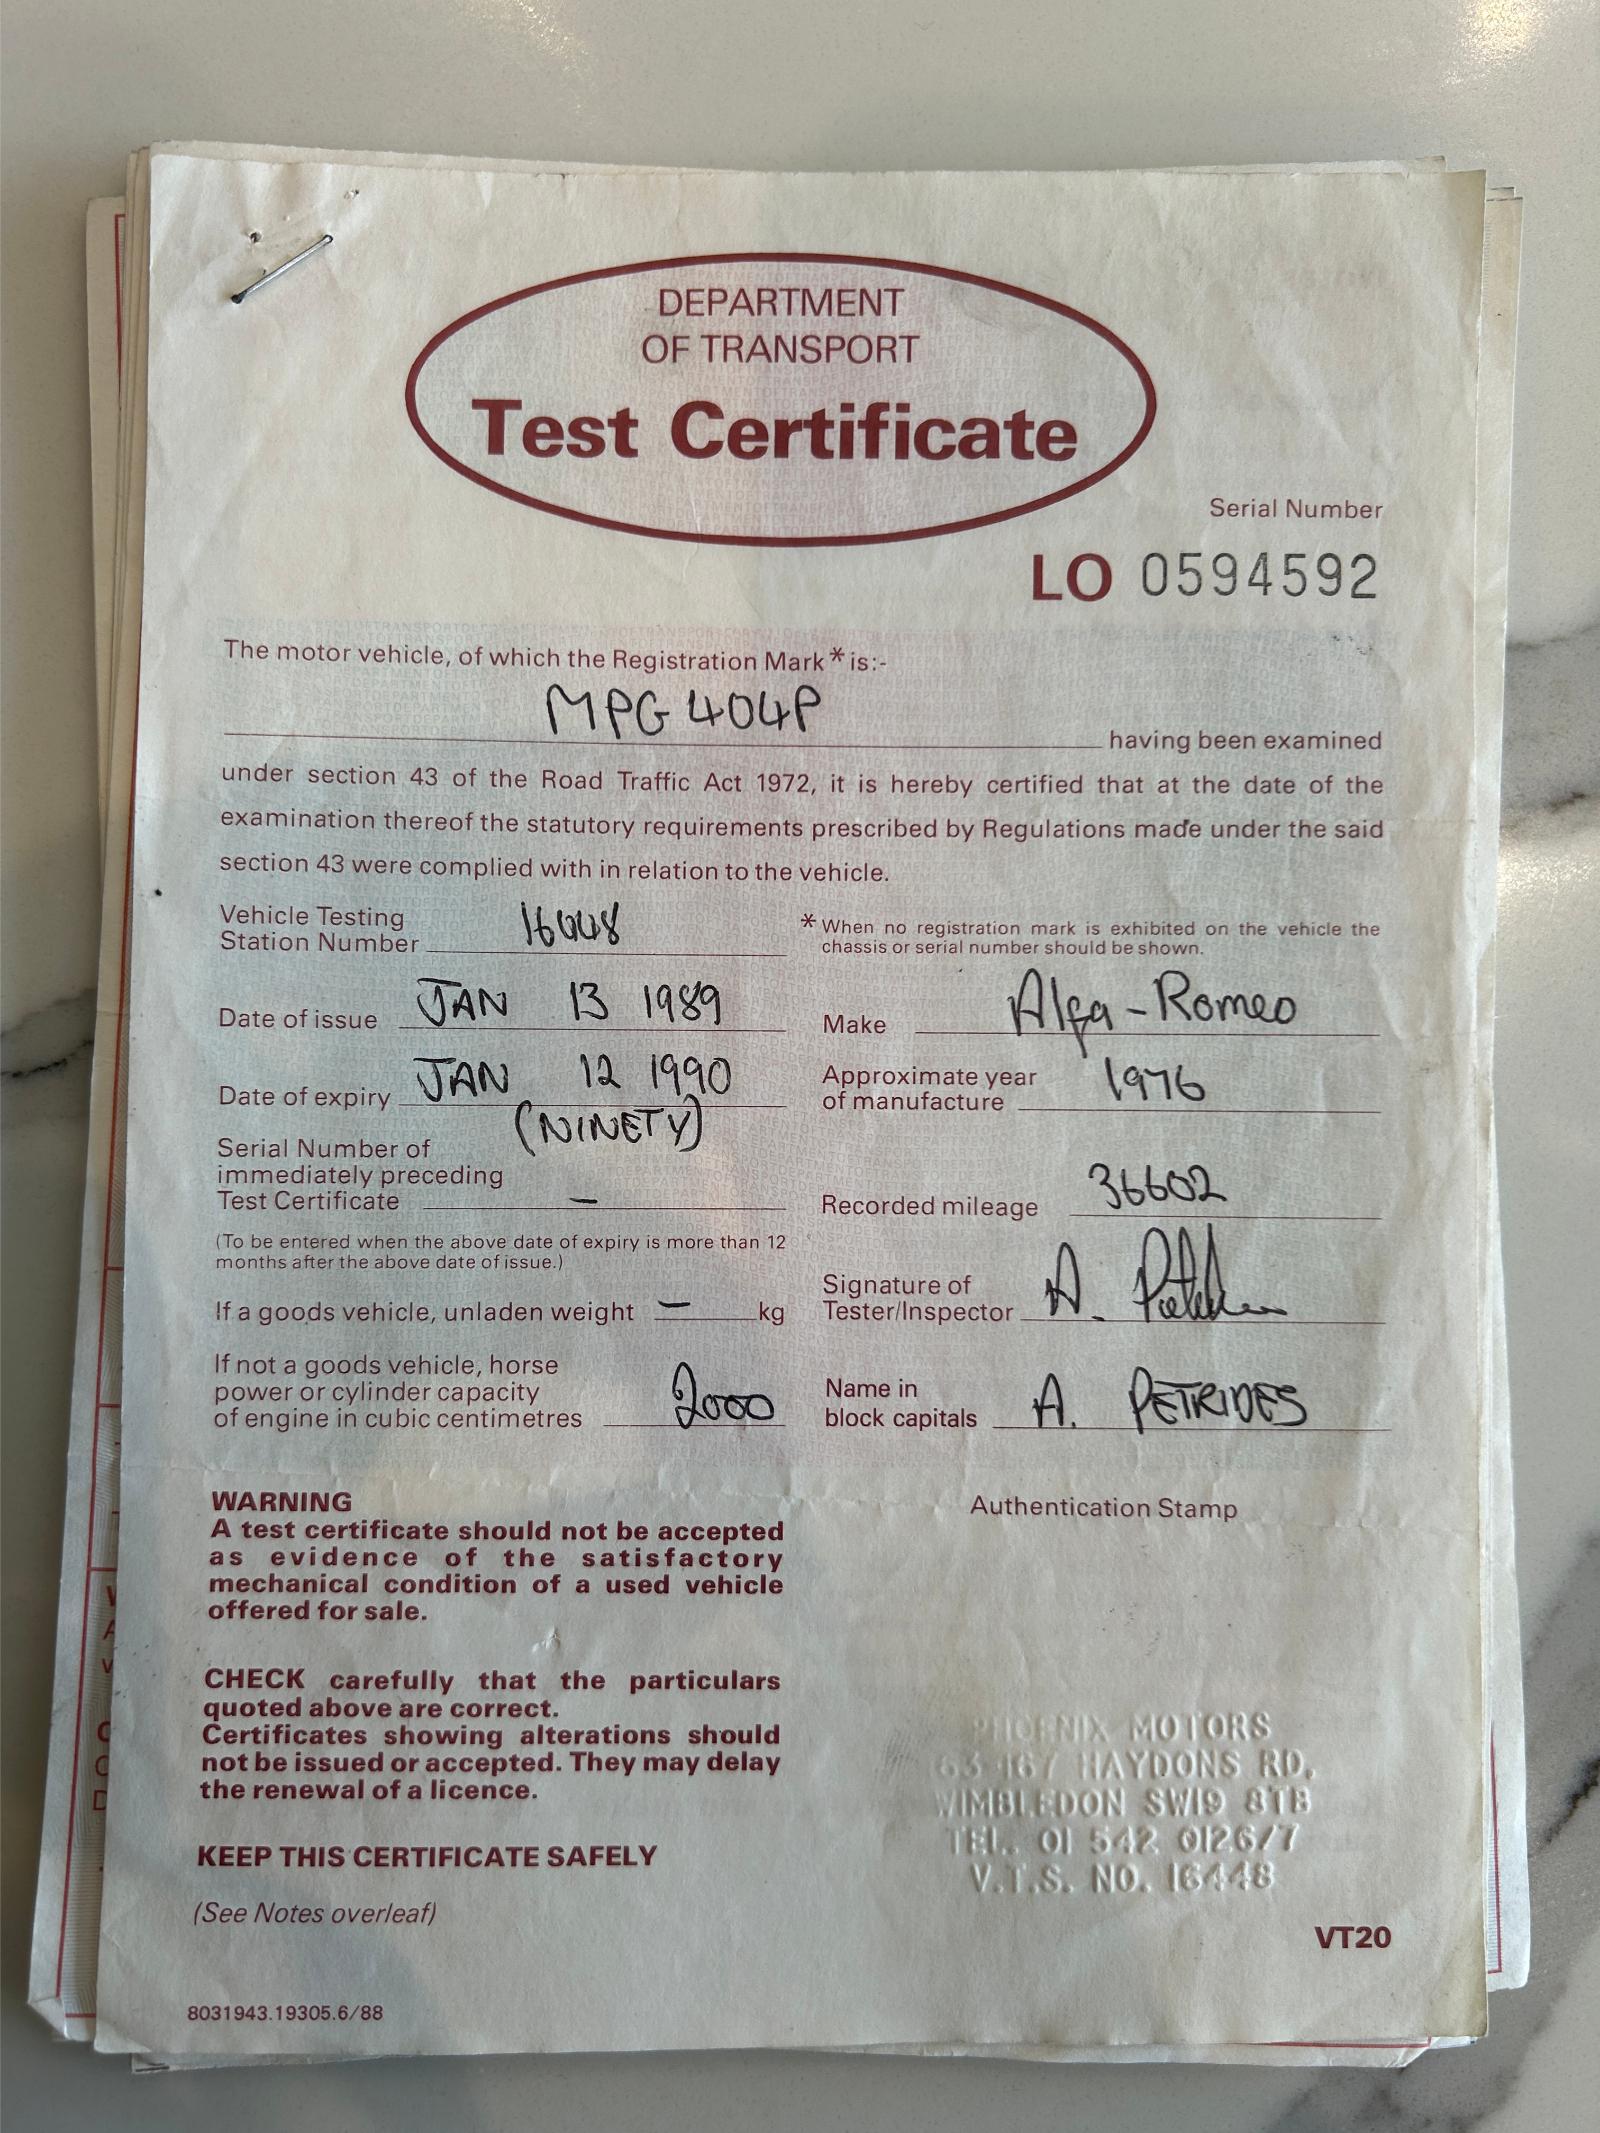 DEPARTMENT
OF TRANSPORT
Test Certificate
Serial Number
LO 0594592
The motor vehicle, of which the Registration Mark * is:-
MPG 404P
having been examined
under section 43 of the Road Traffic Act 1972, it is hereby certified that at the date of the
examination thereof the statutory requirements prescribed by Regulations made under the said
section 43 were complied with in relation to the vehicle.
Vehicle Testing
Station Number 16448
* When no registration mark is exhibited on the vehicle the
chassis or serial number should be shown.
Date of issue JAN 13 1989
Make Alfa-Romeo
Date of expiry JAN 12 1990
(NINETY)
Approximate year
of manufacture 1976
Serial Number of
immediately preceding
Test Certificate –
Recorded mileage 36602
(To be entered when the above date of expiry is more than 12
months after the above date of issue.)
Signature of
Tester/Inspector A.
If a goods vehicle, unladen weight – kg
If not a goods vehicle, horse
power or cylinder capacity
of engine in cubic centimetres 2000
Name in
block capitals A. PETRIDES
WARNING
A test certificate should not be accepted
as evidence of the satisfactory
mechanical condition of a used vehicle
offered for sale.
CHECK carefully that the particulars
quoted above are correct.
Certificates showing alterations should
not be issued or accepted. They may delay
the renewal of a licence.
KEEP THIS CERTIFICATE SAFELY
(See Notes overleaf)
8031943.19305.6/88
Authentication Stamp
PHOENIX MOTORS
HAYDONS RD,
WIMBLEDON SW19 8TB
TEL. 01 542 0126/7
V.T.S. NO. 16448
VT20